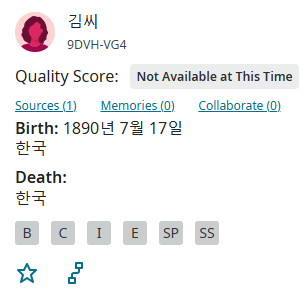 김씨
9DVH-VG4
Quality Score: Not Available at This Time
Sources (1) Memories (0) Collaborate (0)
Birth: 1890년 7월 17일
한국
Death:
한국
B C I E SP SS